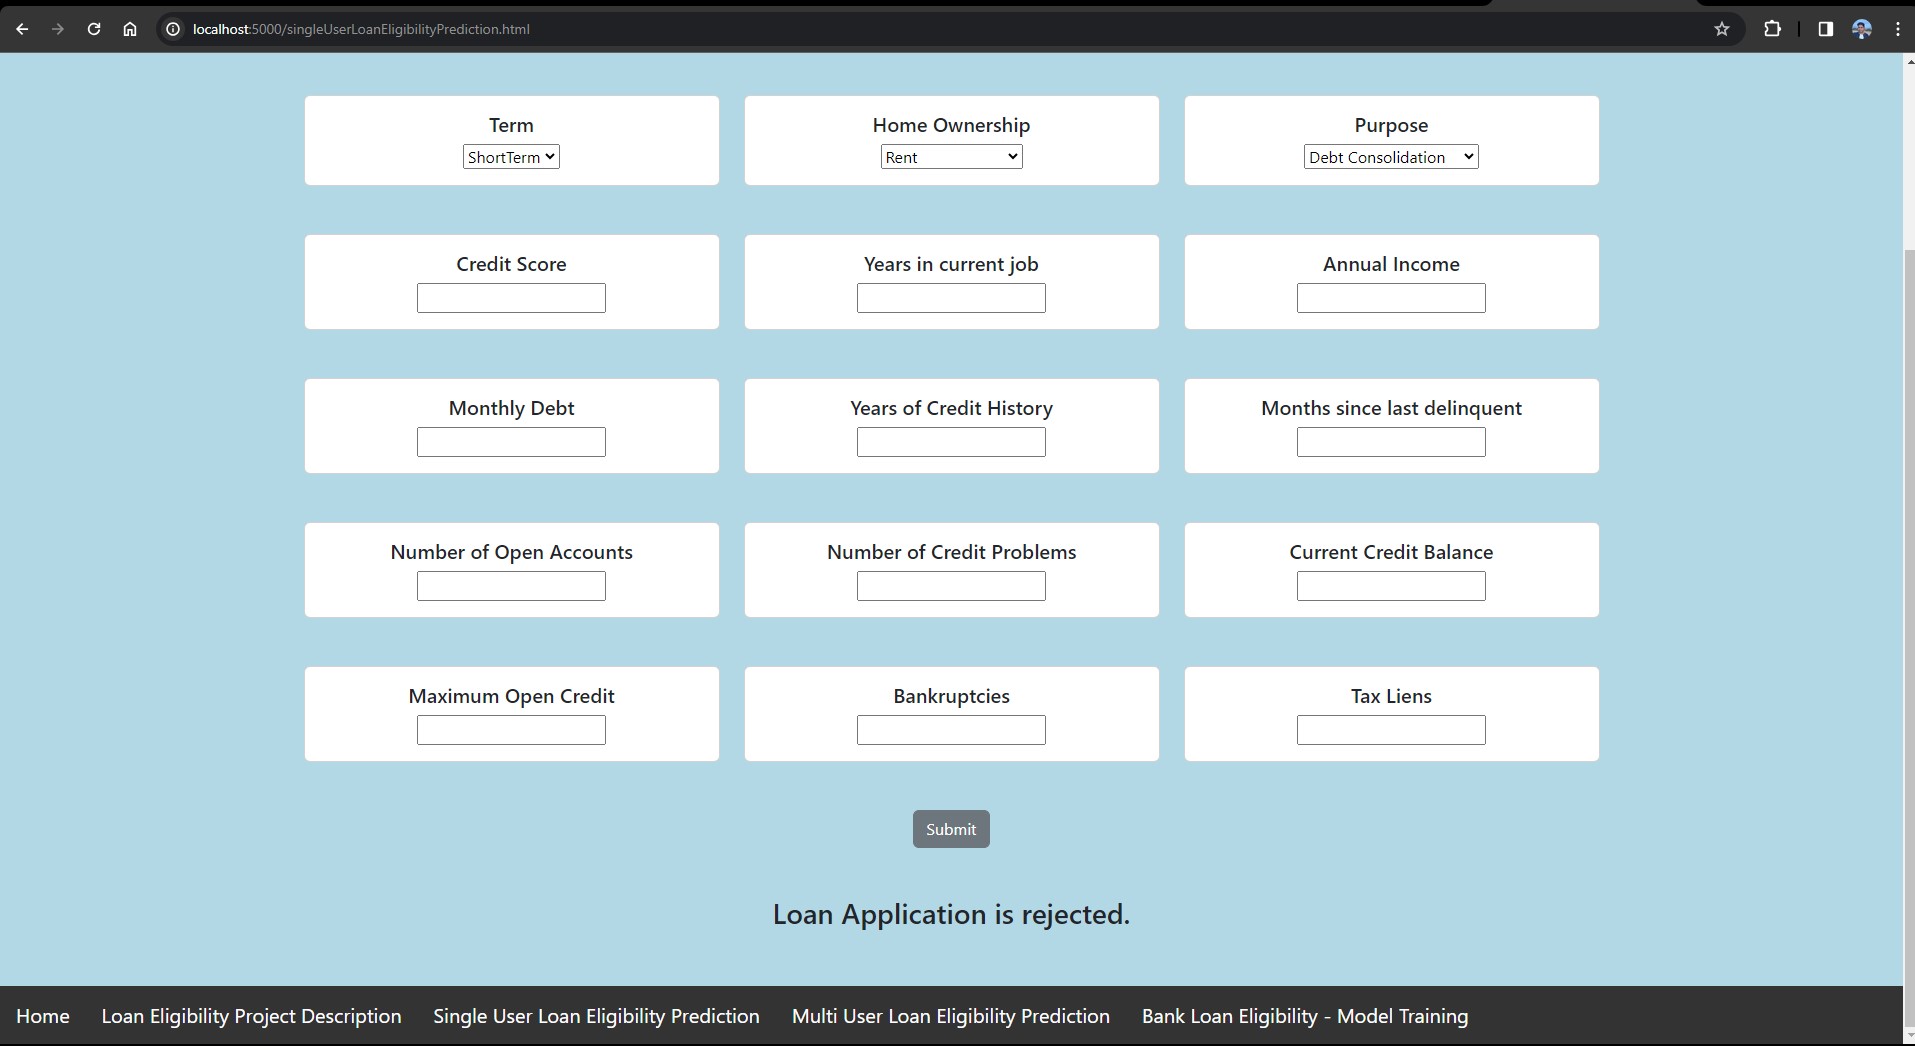 localhost:5000/singleUserLoanEligibilityPrediction.html
Term Home Ownership Purpose
ShortTerm Rent Debt Consolidation
Credit Score Years in current job Annual Income
Monthly Debt Years of Credit History Months since last delinquent
Number of Open Accounts Number of Credit Problems Current Credit Balance
Maximum Open Credit Bankruptcies Tax Liens
Submit
Loan Application is rejected.
Home Loan Eligibility Project Description Single User Loan Eligibility Prediction Multi User Loan Eligibility Prediction Bank Loan Eligibility - Model Training